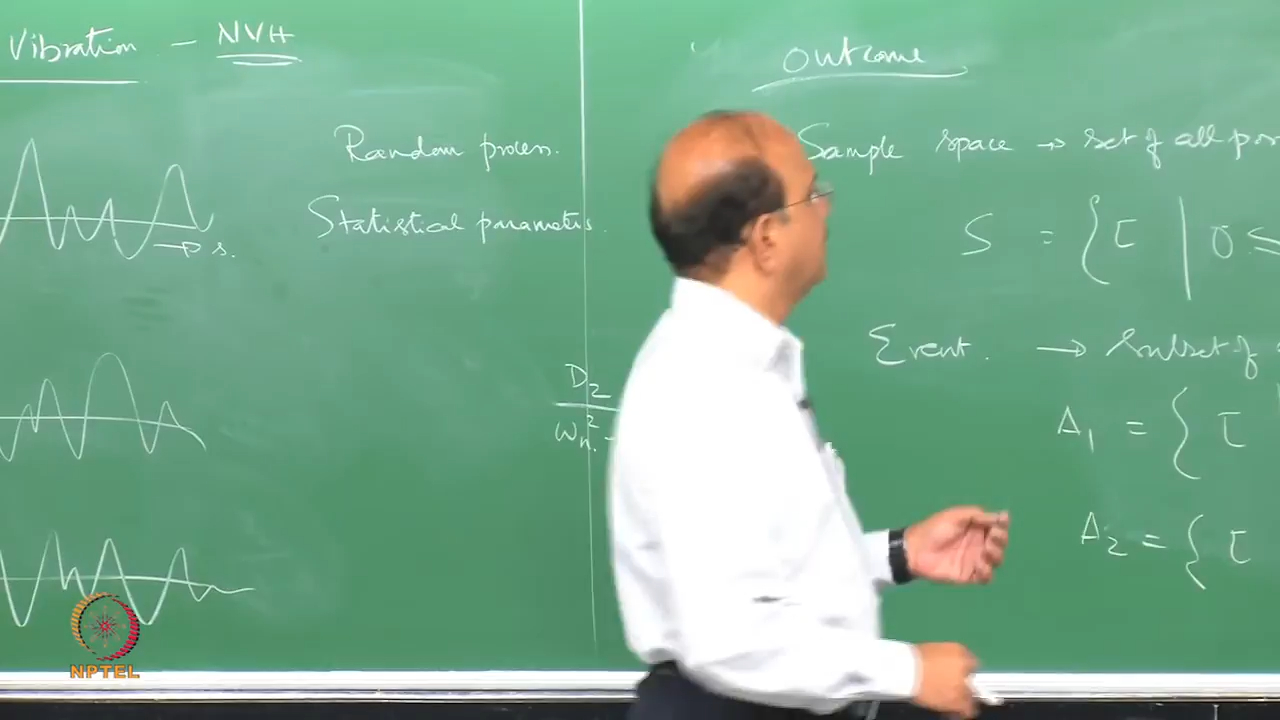 Vibration - NVH
Random process.
Statistical parameters.
s.
D2
ωn2 -
Outcome
Sample space → set of all pos
S = { τ | 0 ≤
Event. → subset of
A1 = { τ
A2 = { τ
NPTEL